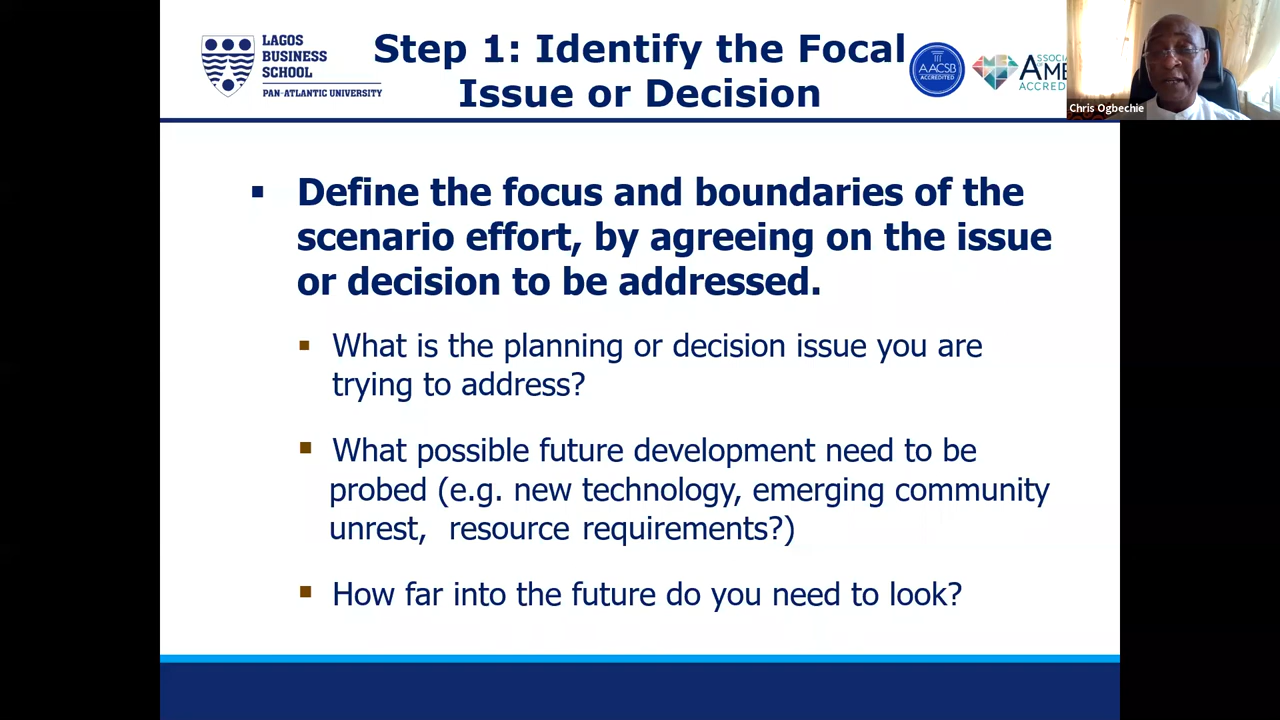 LAGOS
BUSINESS
SCHOOL
PAN-ATLANTIC UNIVERSITY
Step 1: Identify the Focal
Issue or Decision
AACSB
ACCREDITED
Chris Ogbechie
▪ Define the focus and boundaries of the
scenario effort, by agreeing on the issue
or decision to be addressed.
▪ What is the planning or decision issue you are
trying to address?
▪ What possible future development need to be
probed (e.g. new technology, emerging community
unrest, resource requirements?)
▪ How far into the future do you need to look?